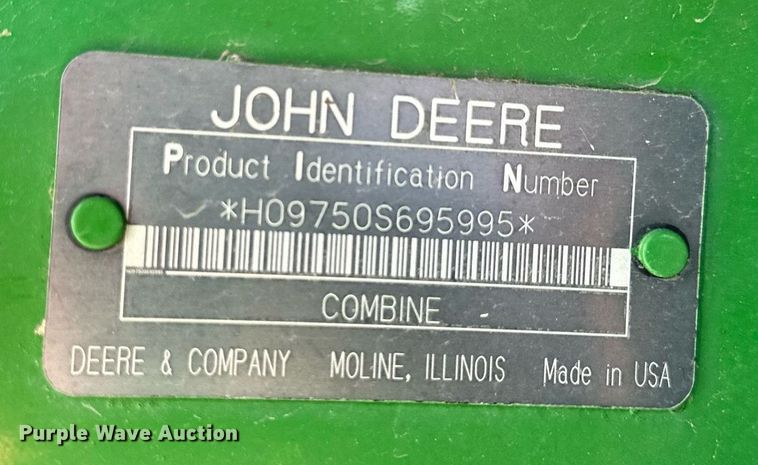 JOHN DEERE
Product Identification Number
*H09750S695995*
COMBINE
DEERE & COMPANY MOLINE, ILLINOIS Made in USA
Purple Wave Auction